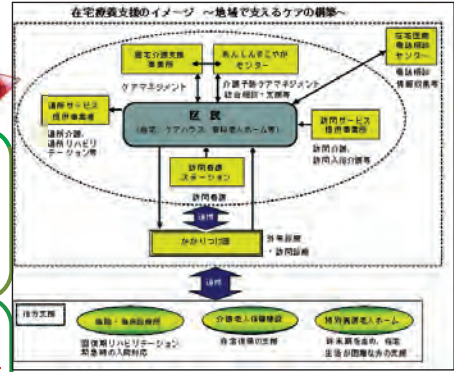 在宅療養支援のイメージ ～地域で支えるケアの構築～
居宅介護支援
事業所
あんしんすこやか
センター
在宅医療
電話相談
センター
電話相談
情報収集等
ケアマネジメント
介護予防ケアマネジメント
総合相談・支援等
通所サービス
提供事業者
通所介護、
通所リハビリ
テーション等
区民
(自宅、ケアハウス、有料老人ホーム等)
訪問サービス
提供事業所
訪問介護、
訪問入浴介護等
訪問看護
ステーション
訪問看護
連携
かかりつけ医
外来診療
・訪問診療
連携
後方支援
病院・有床診療所
回復期リハビリテーション
緊急時の入院対応
介護老人保健施設
在宅復帰の支援
特別養護老人ホーム
終末期を含め、在宅
生活が困難な方の支援